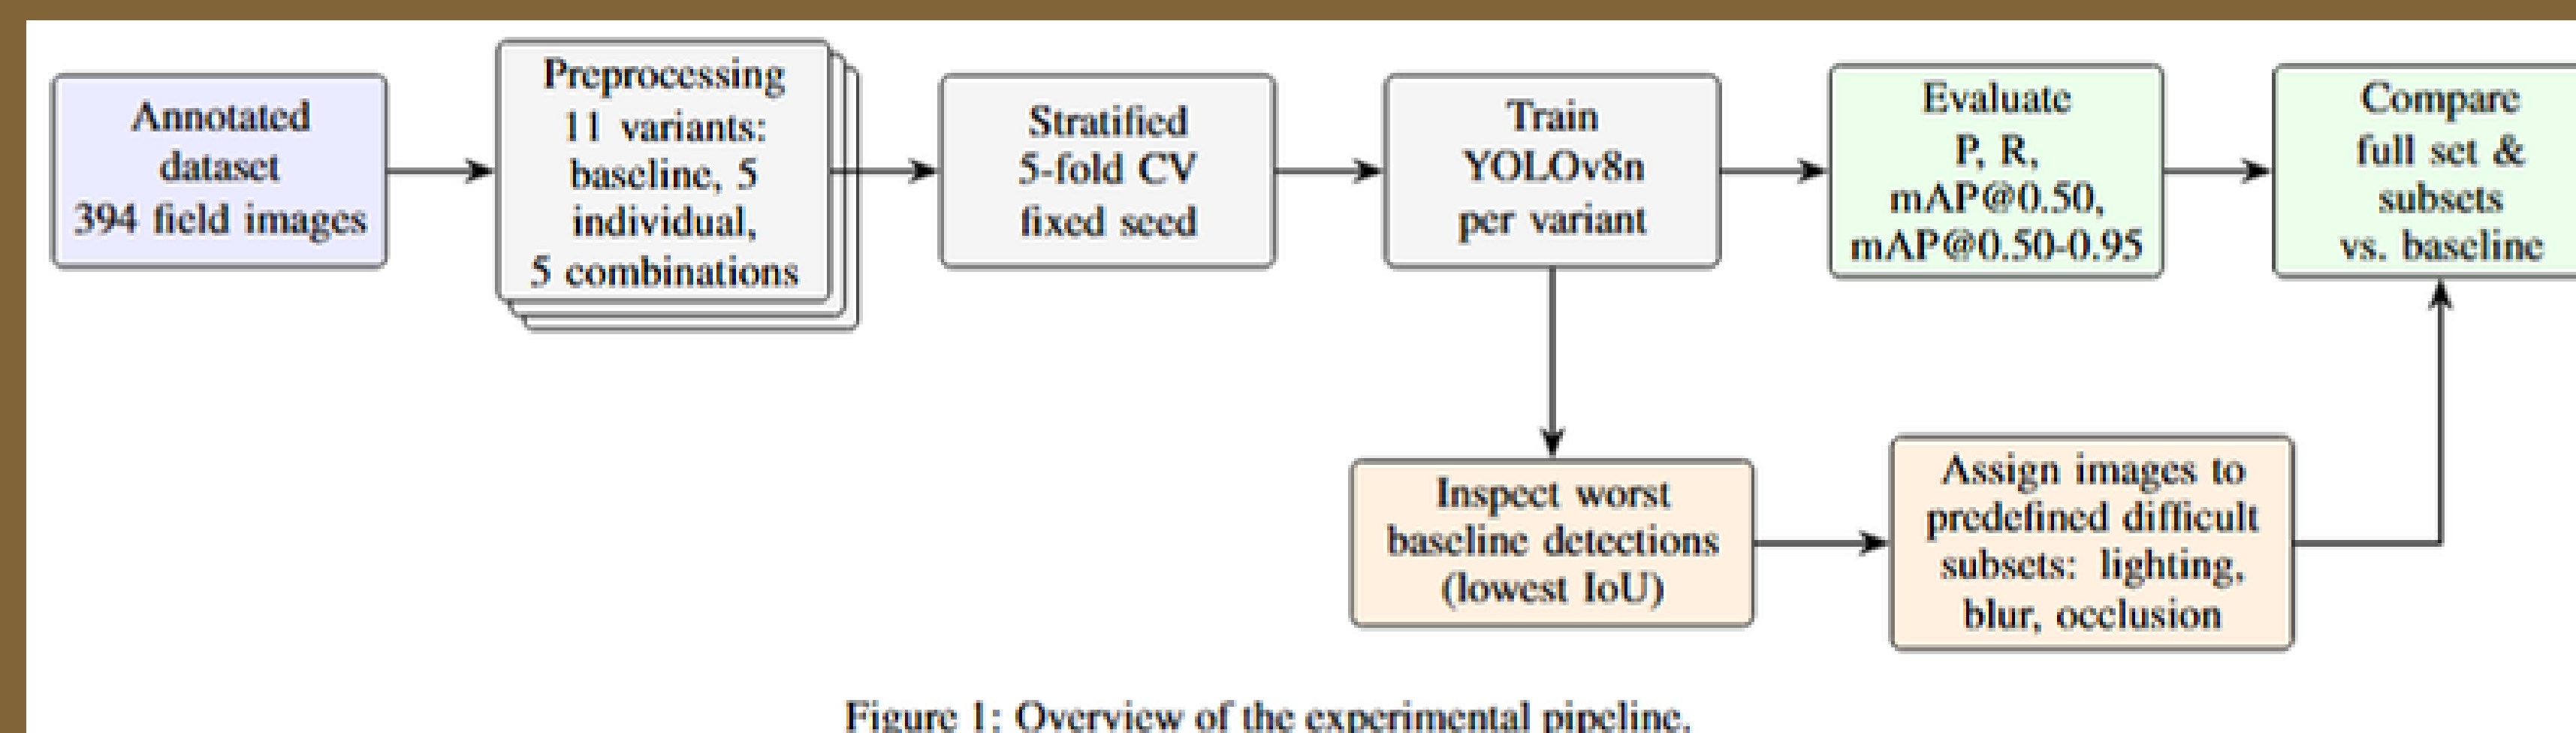 Annotated
dataset
394 field images
Preprocessing
11 variants:
baseline, 5
individual,
5 combinations
Stratified
5-fold CV
fixed seed
Train
YOLOv8n
per variant
Evaluate
P, R,
mAP@0.50,
mAP@0.50-0.95
Compare
full set &
subsets
vs. baseline
Inspect worst
baseline detections
(lowest IoU)
Assign images to
predefined difficult
subsets: lighting,
blur, occlusion
Figure 1: Overview of the experimental pipeline.